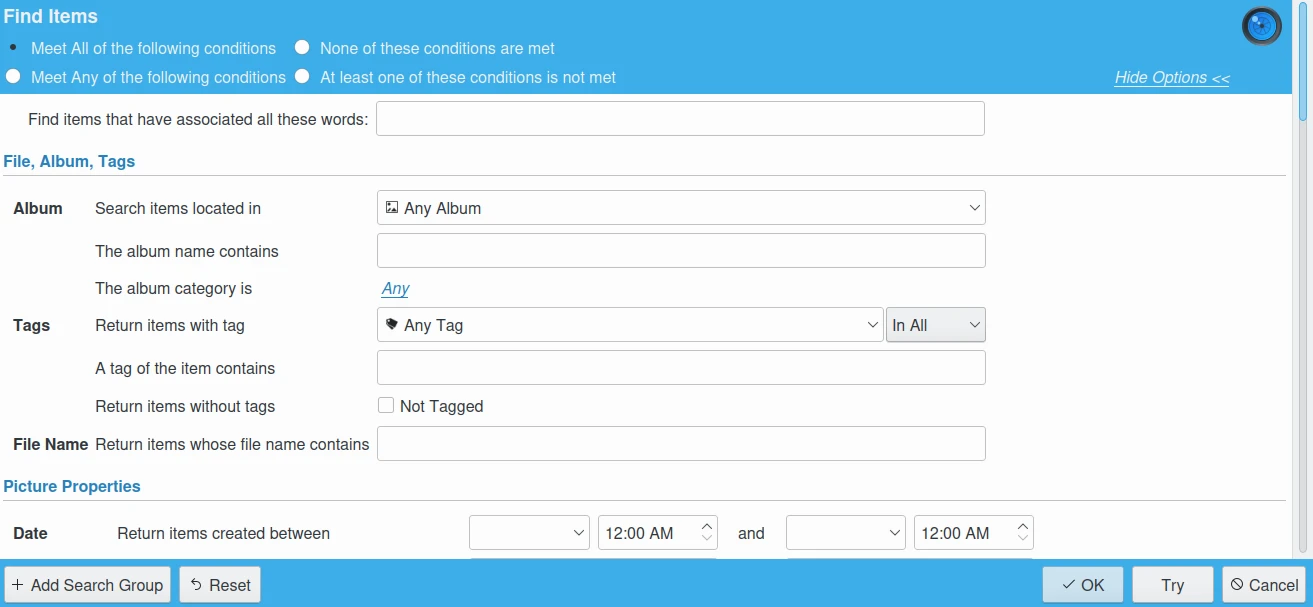 Find Items
Meet All of the following conditions None of these conditions are met
Meet Any of the following conditions At least one of these conditions is not met Hide Options <<
Find items that have associated all these words:
File, Album, Tags
Album Search items located in Any Album
The album name contains
The album category is Any
Tags Return items with tag Any Tag In All
A tag of the item contains
Return items without tags Not Tagged
File Name Return items whose file name contains
Picture Properties
Date Return items created between 12:00 AM and 12:00 AM
+ Add Search Group Reset OK Try Cancel